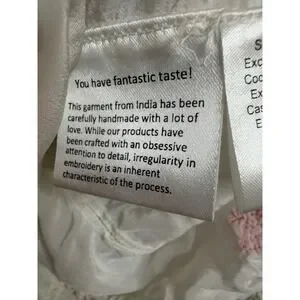 You have fantastic taste!
This garment from India has been
carefully handmade with a lot of
love. While our products have
been crafted with an obsessive
attention to detail, irregularity in
embroidery is an inherent
characteristic of the process.